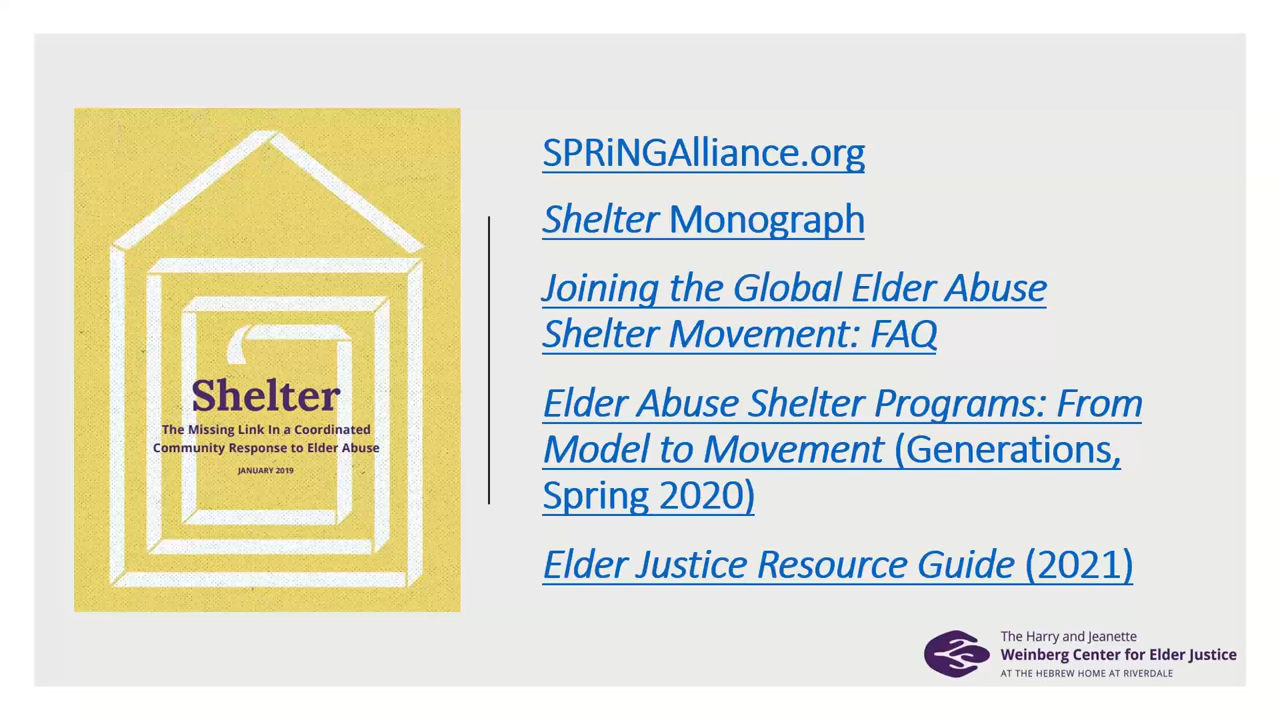 Shelter
The Missing Link In a Coordinated
Community Response to Elder Abuse
JANUARY 2019
SPRiNGAlliance.org
Shelter Monograph
Joining the Global Elder Abuse
Shelter Movement: FAQ
Elder Abuse Shelter Programs: From
Model to Movement (Generations,
Spring 2020)
Elder Justice Resource Guide (2021)
The Harry and Jeanette
Weinberg Center for Elder Justice
AT THE HEBREW HOME AT RIVERDALE